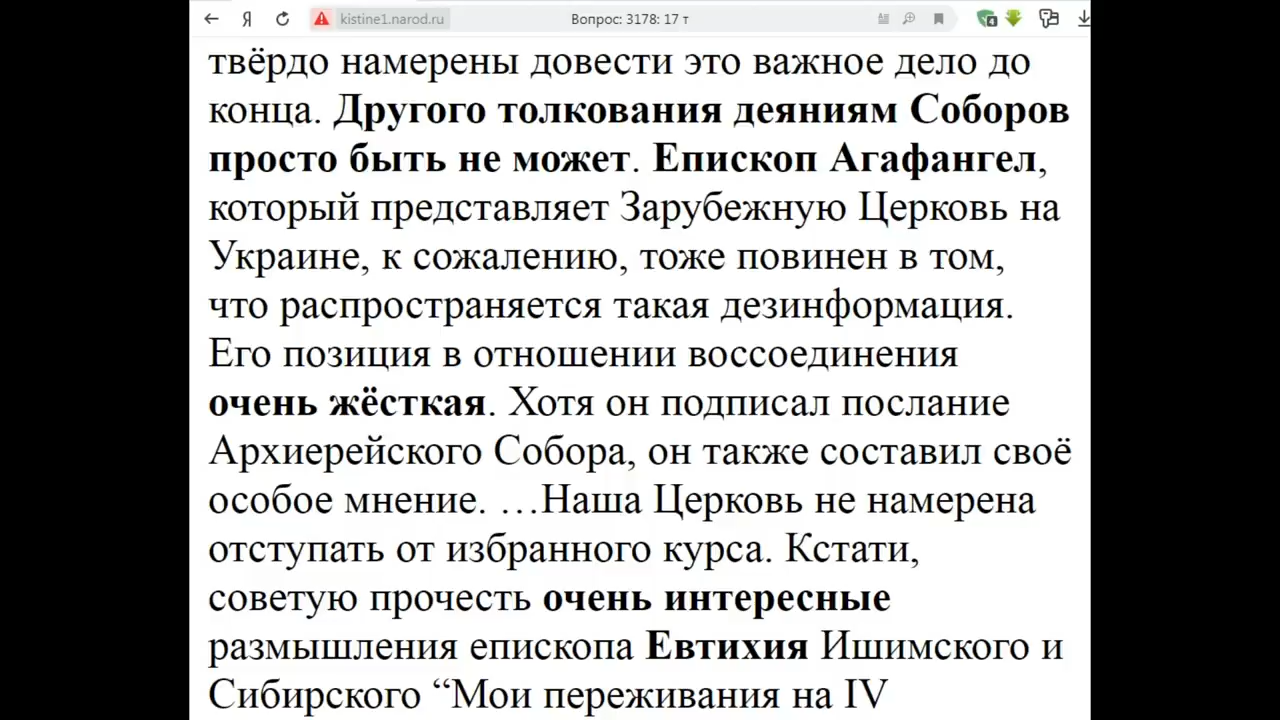 kistine1.narod.ru
Вопрос: 3178: 17 т
твёрдо намерены довести это важное дело до
конца. Другого толкования деяниям Соборов
просто быть не может. Епископ Агафангел,
который представляет Зарубежную Церковь на
Украине, к сожалению, тоже повинен в том,
что распространяется такая дезинформация.
Его позиция в отношении воссоединения
очень жёсткая. Хотя он подписал послание
Архиерейского Собора, он также составил своё
особое мнение. …Наша Церковь не намерена
отступать от избранного курса. Кстати,
советую прочесть очень интересные
размышления епископа Евтихия Ишимского и
Сибирского “Мои переживания на IV